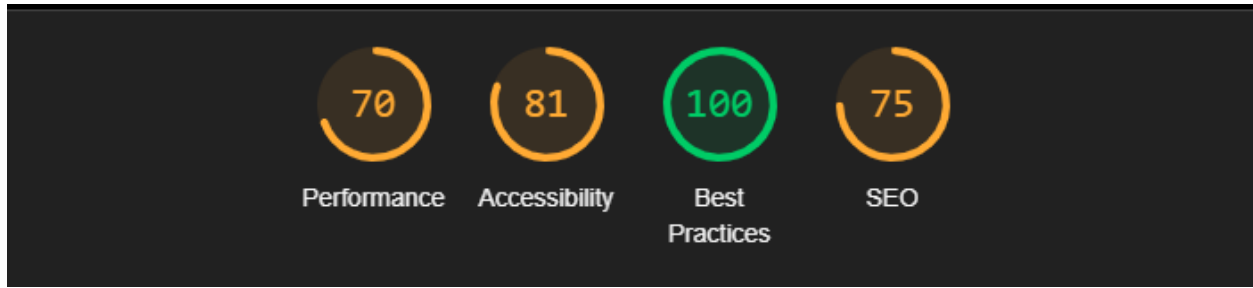 70
81
100
75
Performance
Accessibility
Best
Practices
SEO